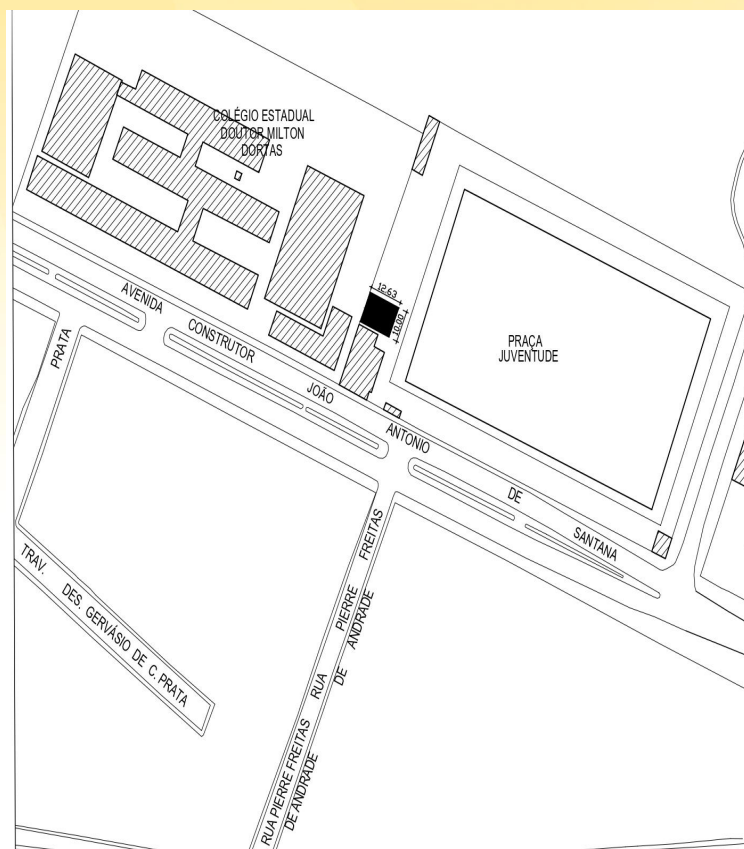 COLÉGIO ESTADUAL
DOUTOR MILTON
DORTAS
12.63
10.00
PRAÇA
JUVENTUDE
AVENIDA
CONSTRUTOR
JOÃO
ANTONIO
DE
SANTANA
PRATA
TRAV. DES. GERVÁSIO DE C. PRATA
RUA PIERRE FREITAS
DE ANDRADE
RUA PIERRE FREITAS
DE ANDRADE